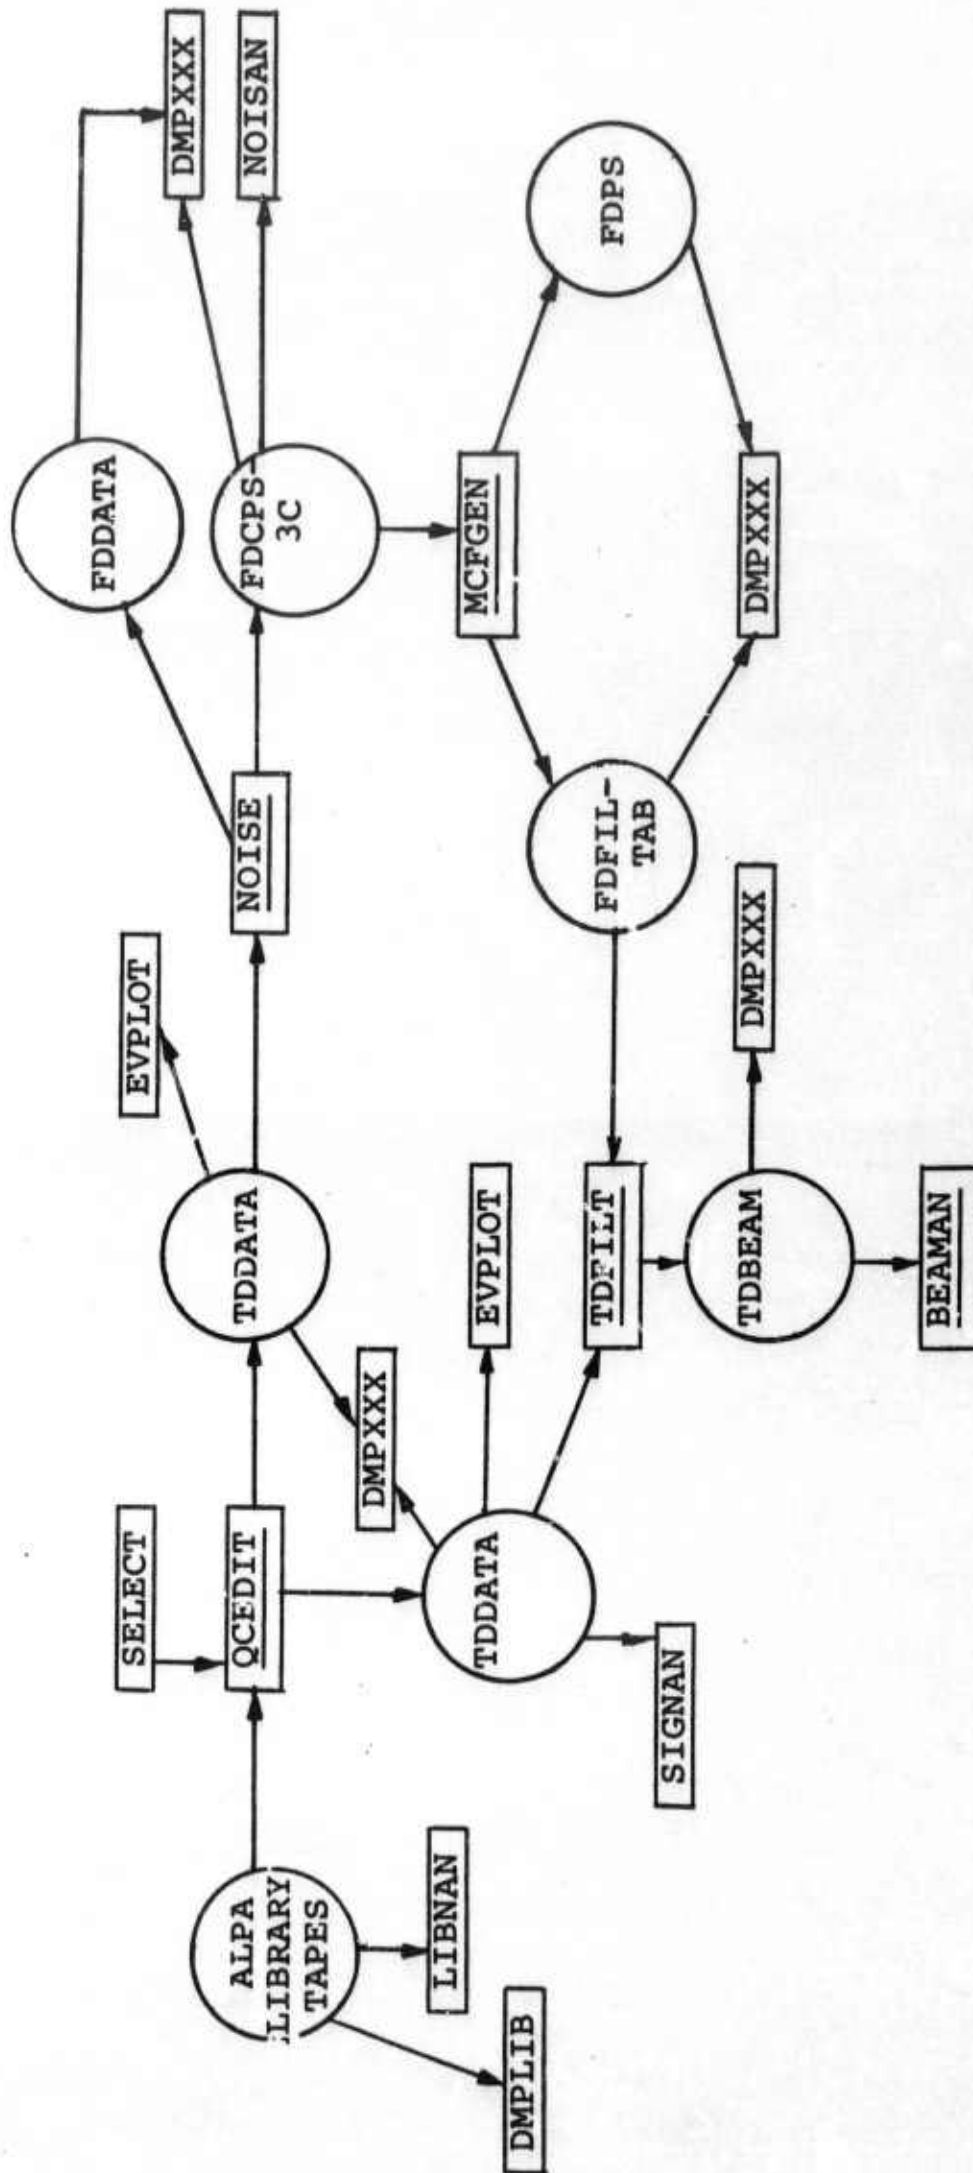 ALPA
LIBRARY
TAPES
DMPLIB
LIBNAN
SELECT
QCEDIT
TDDATA
SIGNAN
DMPXXX
TDDATA
EVPLOT
EVPLOT
TDFILT
TDBEAM
BEAMAN
DMPXXX
NOISE
FDDATA
FDCPS-
3C
DMPXXX
NOISAN
MCFGEN
FDFIL-
TAB
FDPS
DMPXXX